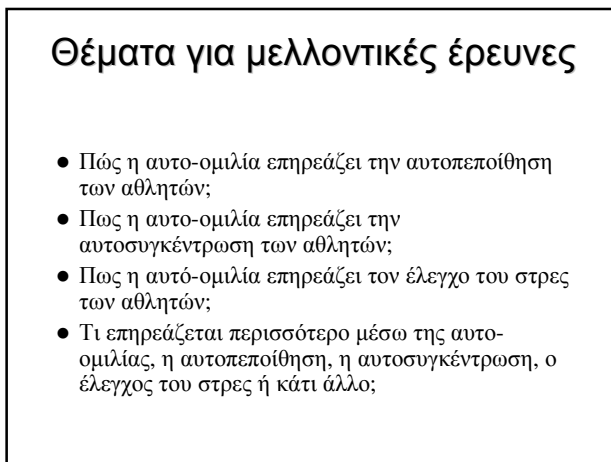 Θέματα για μελλοντικές έρευνες
● Πώς η αυτο-ομιλία επηρεάζει την αυτοπεποίθηση
των αθλητών;
● Πως η αυτο-ομιλία επηρεάζει την
αυτοσυγκέντρωση των αθλητών;
● Πως η αυτό-ομιλία επηρεάζει τον έλεγχο του στρες
των αθλητών;
● Τι επηρεάζεται περισσότερο μέσω της αυτο-
ομιλίας, η αυτοπεποίθηση, η αυτοσυγκέντρωση, ο
έλεγχος του στρες ή κάτι άλλο;